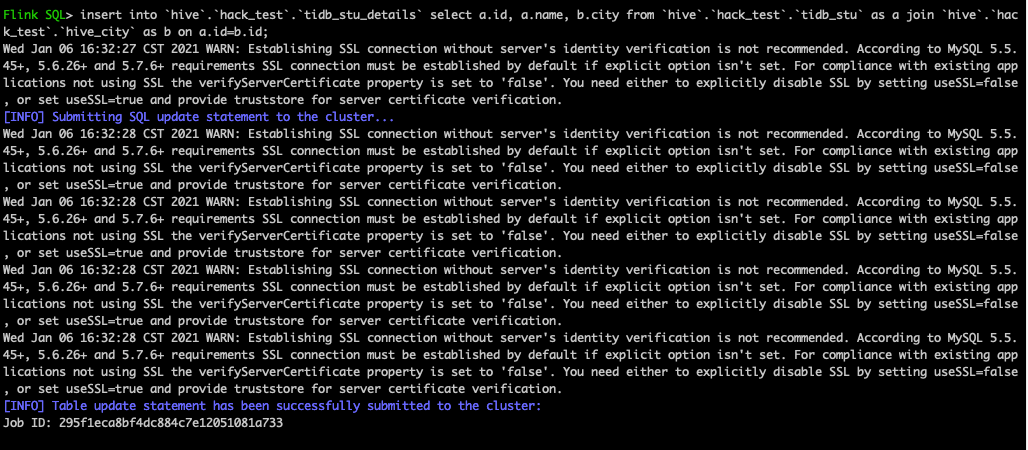 Flink SQL> insert into `hive`.`hack_test`.`tidb_stu_details` select a.id, a.name, b.city from `hive`.`hack_test`.`tidb_stu` as a join `hive`.`hac
k_test`.`hive_city` as b on a.id=b.id;
Wed Jan 06 16:32:27 CST 2021 WARN: Establishing SSL connection without server's identity verification is not recommended. According to MySQL 5.5.
45+, 5.6.26+ and 5.7.6+ requirements SSL connection must be established by default if explicit option isn't set. For compliance with existing app
lications not using SSL the verifyServerCertificate property is set to 'false'. You need either to explicitly disable SSL by setting useSSL=false
, or set useSSL=true and provide truststore for server certificate verification.
[INFO] Submitting SQL update statement to the cluster...
Wed Jan 06 16:32:28 CST 2021 WARN: Establishing SSL connection without server's identity verification is not recommended. According to MySQL 5.5.
45+, 5.6.26+ and 5.7.6+ requirements SSL connection must be established by default if explicit option isn't set. For compliance with existing app
lications not using SSL the verifyServerCertificate property is set to 'false'. You need either to explicitly disable SSL by setting useSSL=false
, or set useSSL=true and provide truststore for server certificate verification.
Wed Jan 06 16:32:28 CST 2021 WARN: Establishing SSL connection without server's identity verification is not recommended. According to MySQL 5.5.
45+, 5.6.26+ and 5.7.6+ requirements SSL connection must be established by default if explicit option isn't set. For compliance with existing app
lications not using SSL the verifyServerCertificate property is set to 'false'. You need either to explicitly disable SSL by setting useSSL=false
, or set useSSL=true and provide truststore for server certificate verification.
Wed Jan 06 16:32:28 CST 2021 WARN: Establishing SSL connection without server's identity verification is not recommended. According to MySQL 5.5.
45+, 5.6.26+ and 5.7.6+ requirements SSL connection must be established by default if explicit option isn't set. For compliance with existing app
lications not using SSL the verifyServerCertificate property is set to 'false'. You need either to explicitly disable SSL by setting useSSL=false
, or set useSSL=true and provide truststore for server certificate verification.
Wed Jan 06 16:32:28 CST 2021 WARN: Establishing SSL connection without server's identity verification is not recommended. According to MySQL 5.5.
45+, 5.6.26+ and 5.7.6+ requirements SSL connection must be established by default if explicit option isn't set. For compliance with existing app
lications not using SSL the verifyServerCertificate property is set to 'false'. You need either to explicitly disable SSL by setting useSSL=false
, or set useSSL=true and provide truststore for server certificate verification.
[INFO] Table update statement has been successfully submitted to the cluster:
Job ID: 295f1eca8bf4dc884c7e12051081a733